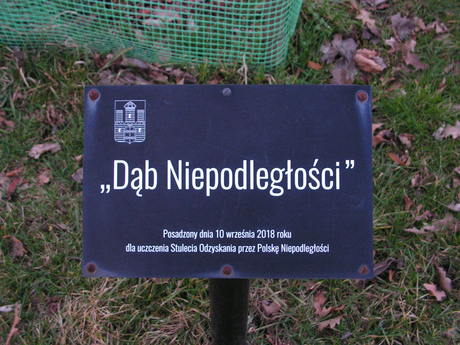 „Dąb Niepodległości”
Posadzony dnia 10 września 2018 roku
dla uczczenia Stulecia Odzyskania przez Polskę Niepodległości